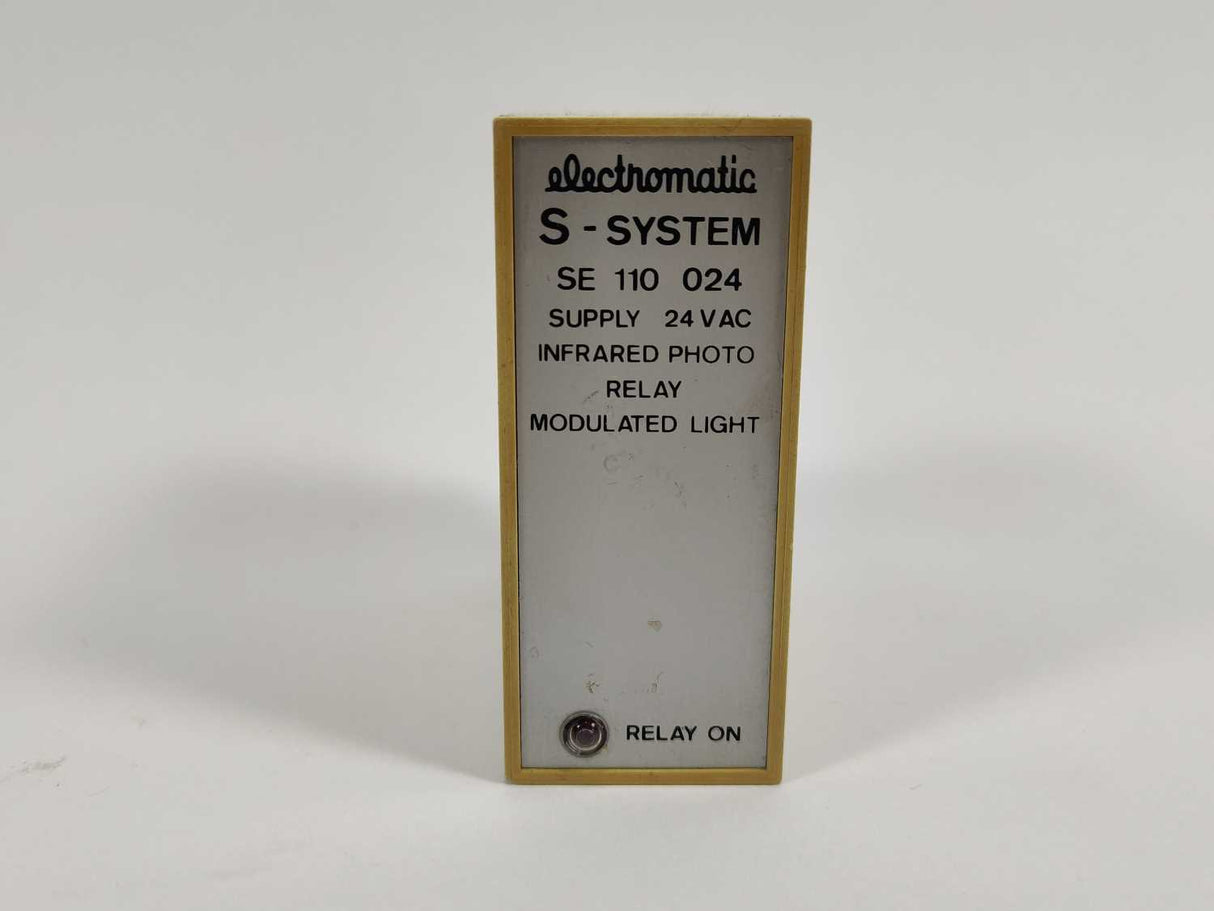 electromatic
S - SYSTEM
SE 110 024
SUPPLY 24 VAC
INFRARED PHOTO
RELAY
MODULATED LIGHT
RELAY ON